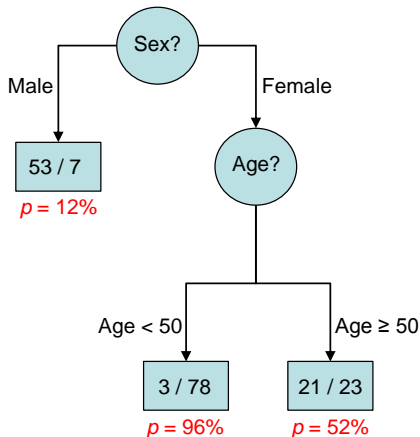 Sex?
Male
Female
53 / 7
p = 12%
Age?
Age < 50
Age ≥ 50
3 / 78
21 / 23
p = 96%
p = 52%